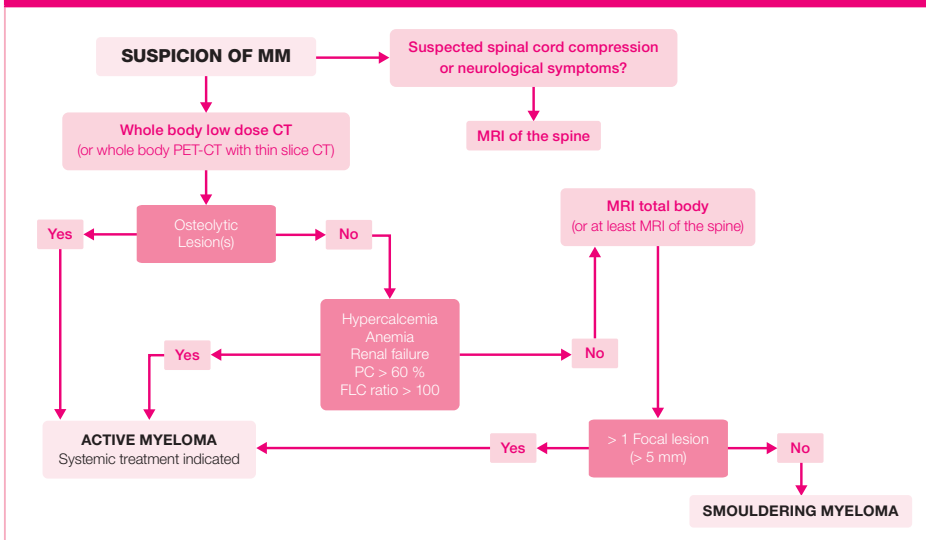 SUSPICION OF MM
Suspected spinal cord compression
or neurological symptoms?
Whole body low dose CT
(or whole body PET-CT with thin slice CT)
MRI of the spine
Osteolytic
Lesion(s)
Yes
No
MRI total body
(or at least MRI of the spine)
Hypercalcemia
Anemia
Renal failure
PC > 60 %
FLC ratio > 100
Yes
No
ACTIVE MYELOMA
Systemic treatment indicated
> 1 Focal lesion
(> 5 mm)
Yes
No
SMOULDERING MYELOMA